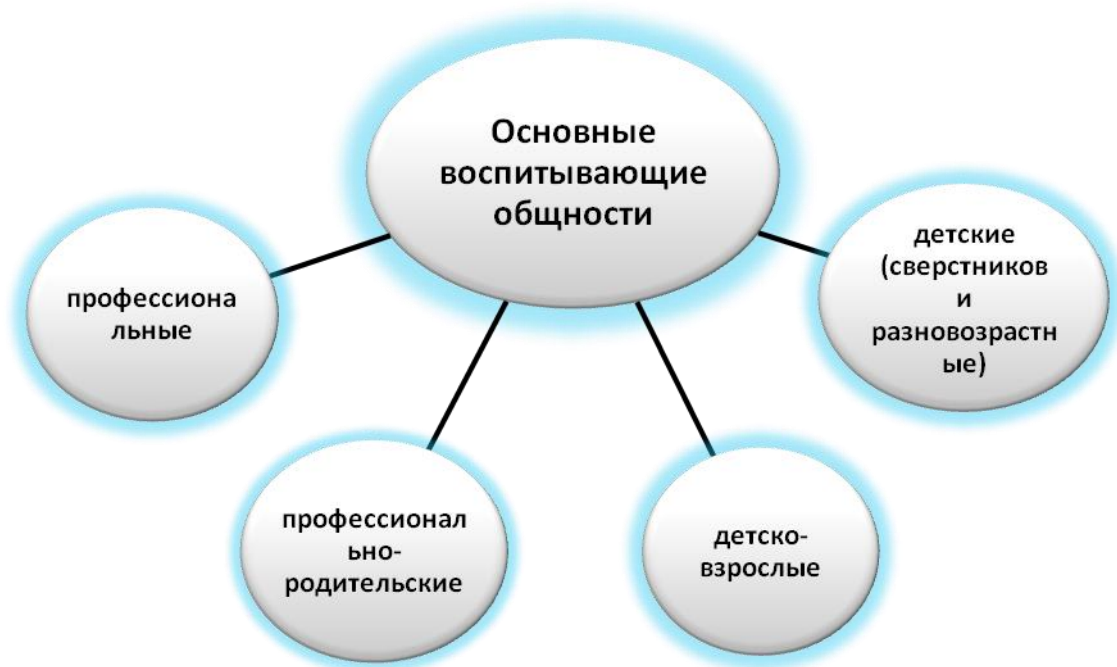 Основные
воспитывающие
общности
профессиона
льные
профессионал
ьно-
родительские
детско-
взрослые
детские
(сверстников
и
разновозрастн
ые)